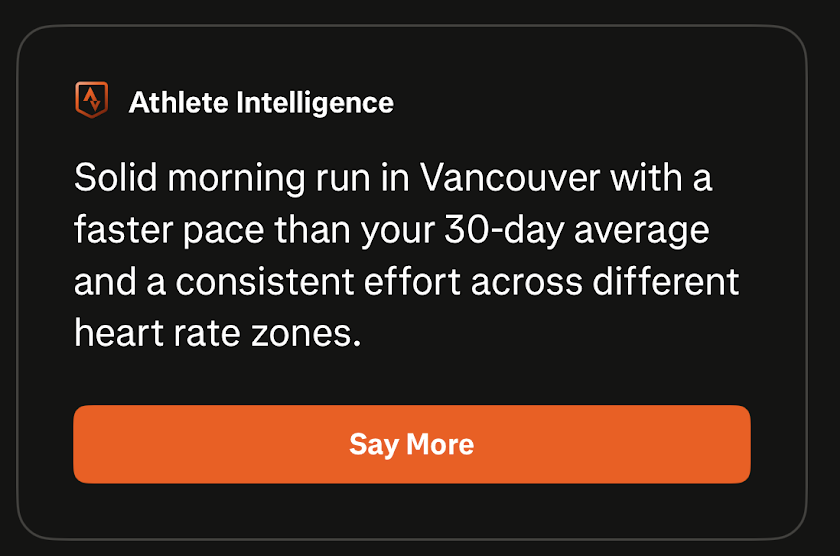 Athlete Intelligence
Solid morning run in Vancouver with a
faster pace than your 30-day average
and a consistent effort across different
heart rate zones.
Say More